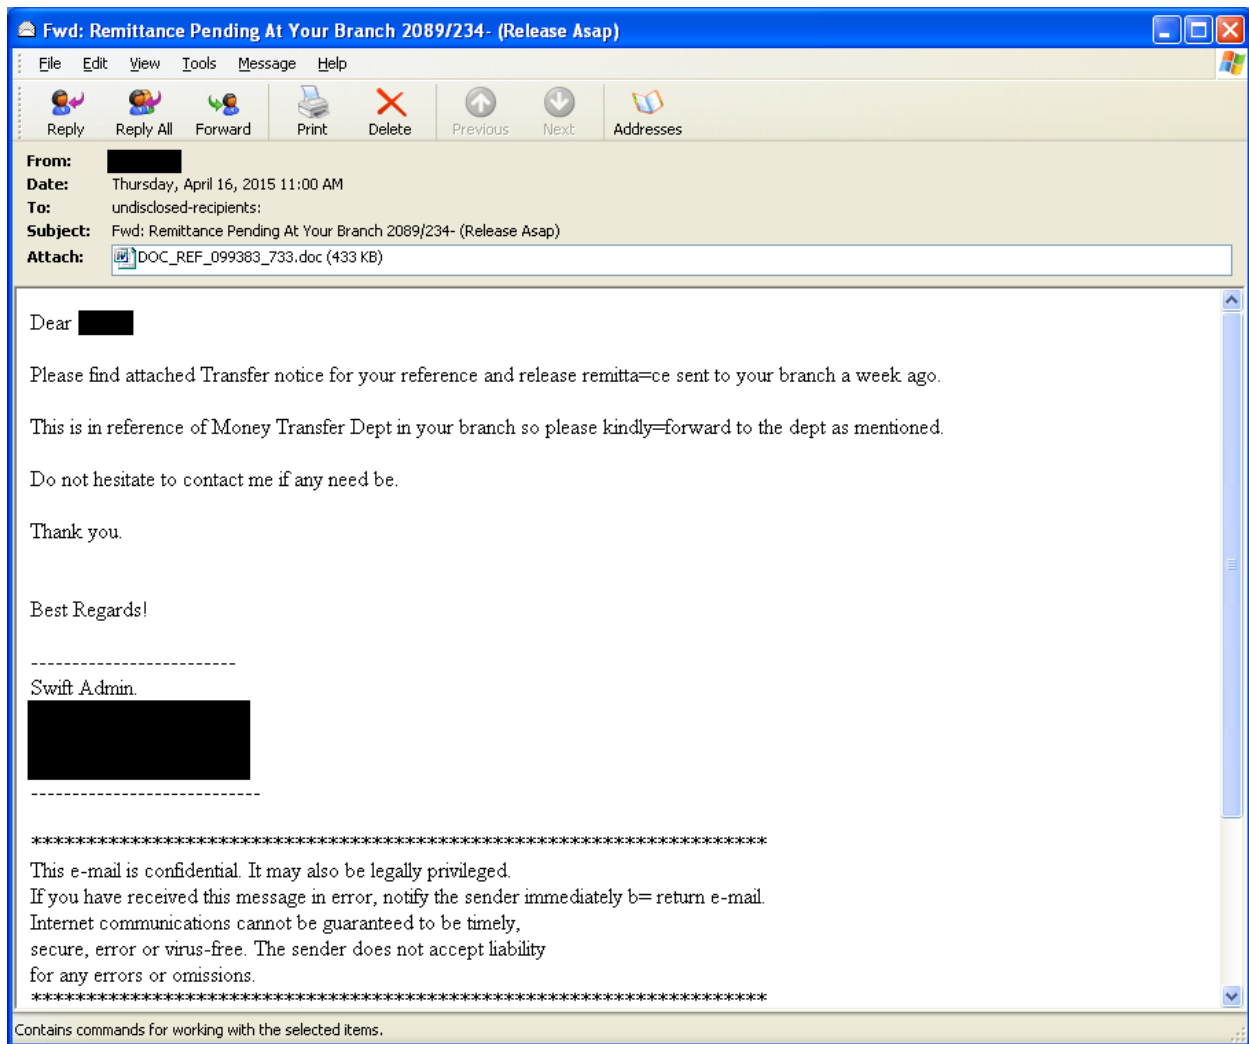 Fwd: Remittance Pending At Your Branch 2089/234- (Release Asap)
File Edit View Tools Message Help
Reply Reply All Forward Print Delete Previous Next Addresses
From:
Date: Thursday, April 16, 2015 11:00 AM
To: undisclosed-recipients:
Subject: Fwd: Remittance Pending At Your Branch 2089/234- (Release Asap)
Attach: DOC_REF_099383_733.doc (433 KB)
Dear
Please find attached Transfer notice for your reference and release remitta=ce sent to your branch a week ago.
This is in reference of Money Transfer Dept in your branch so please kindly=forward to the dept as mentioned.
Do not hesitate to contact me if any need be.
Thank you.
Best Regards!
-------------------------
Swift Admin.
----------------------------
*******************************************************************
This e-mail is confidential. It may also be legally privileged.
If you have received this message in error, notify the sender immediately b= return e-mail.
Internet communications cannot be guaranteed to be timely,
secure, error or virus-free. The sender does not accept liability
for any errors or omissions.
*******************************************************************
Contains commands for working with the selected items.